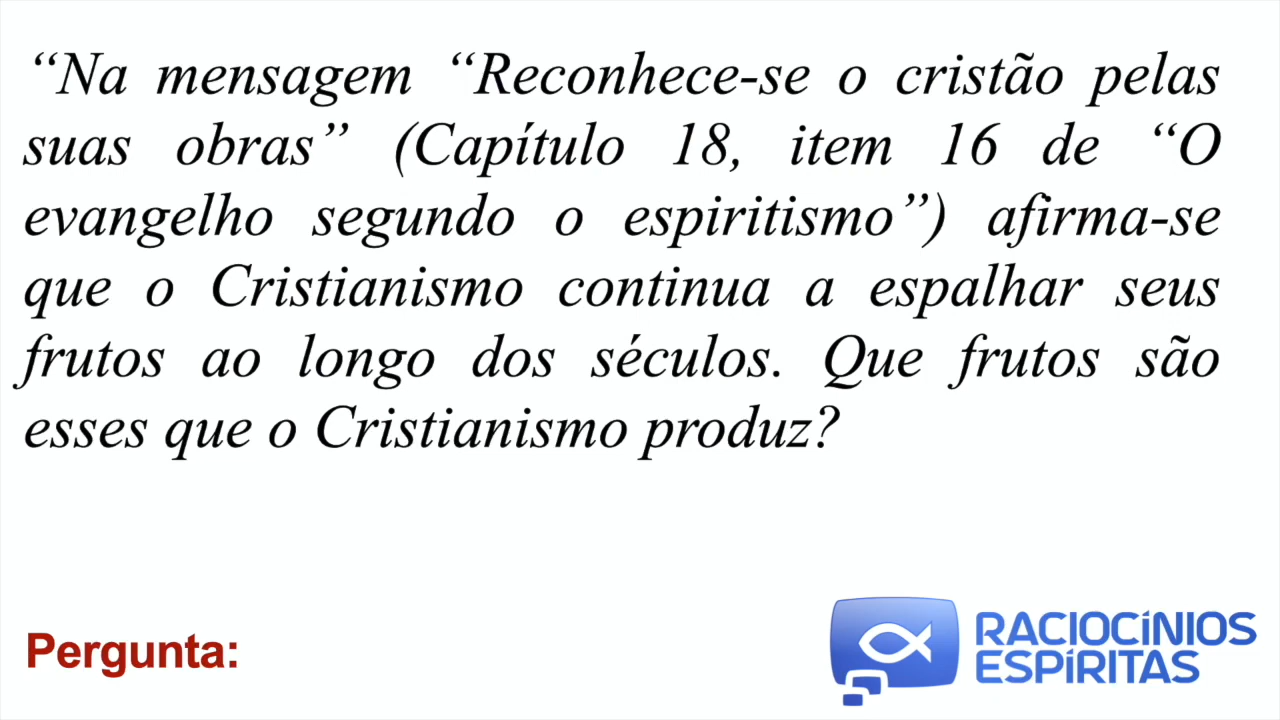 “Na mensagem “Reconhece-se o cristão pelas
suas obras” (Capítulo 18, item 16 de “O
evangelho segundo o espiritismo”) afirma-se
que o Cristianismo continua a espalhar seus
frutos ao longo dos séculos. Que frutos são
esses que o Cristianismo produz?
Pergunta:
RACIOCÍNIOS
ESPÍRITAS